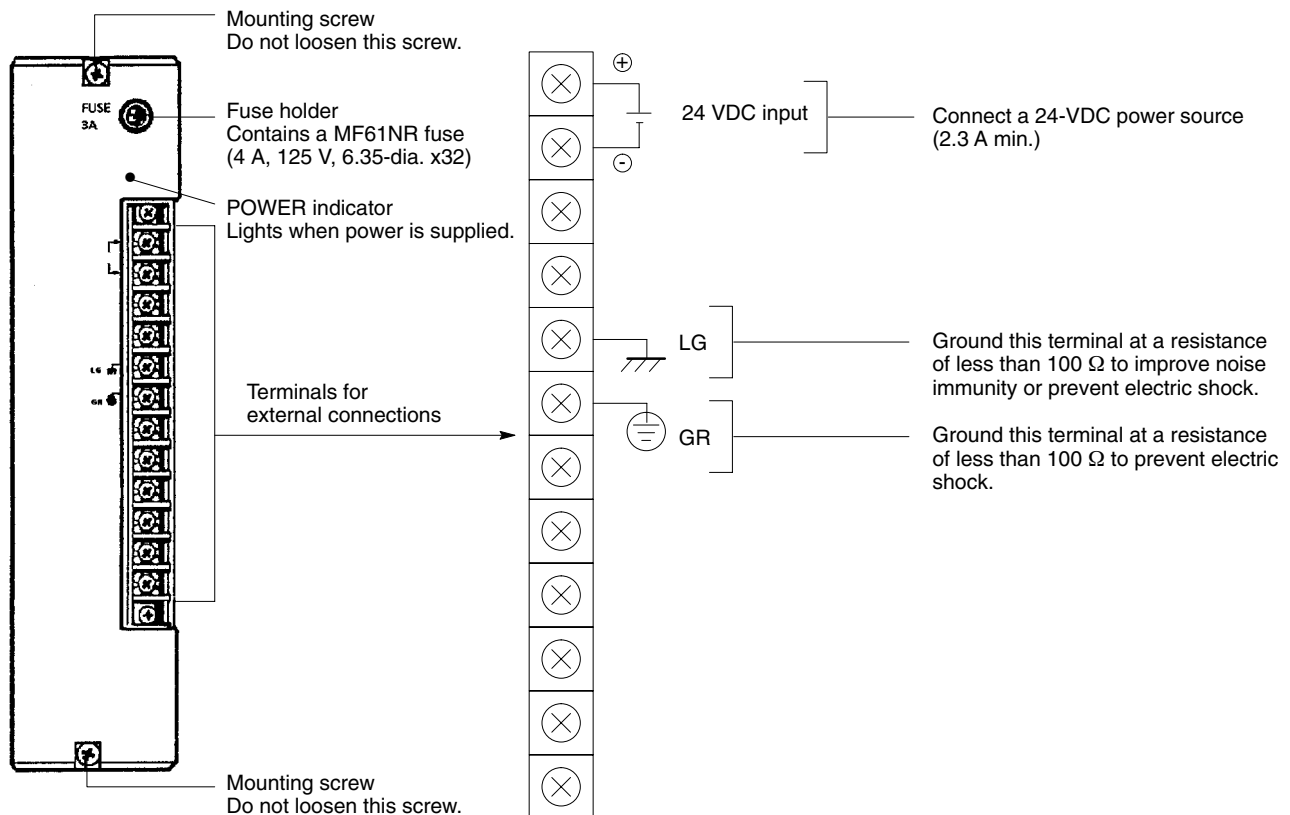 Mounting screw
Do not loosen this screw.
FUSE
3A
Fuse holder
Contains a MF61NR fuse
(4 A, 125 V, 6.35-dia. x32)
POWER indicator
Lights when power is supplied.
LG
GR
Terminals for
external connections
Mounting screw
Do not loosen this screw.
+
24 VDC input
-
Connect a 24-VDC power source
(2.3 A min.)
LG
Ground this terminal at a resistance
of less than 100 Ω to improve noise
immunity or prevent electric shock.
GR
Ground this terminal at a resistance
of less than 100 Ω to prevent electric
shock.